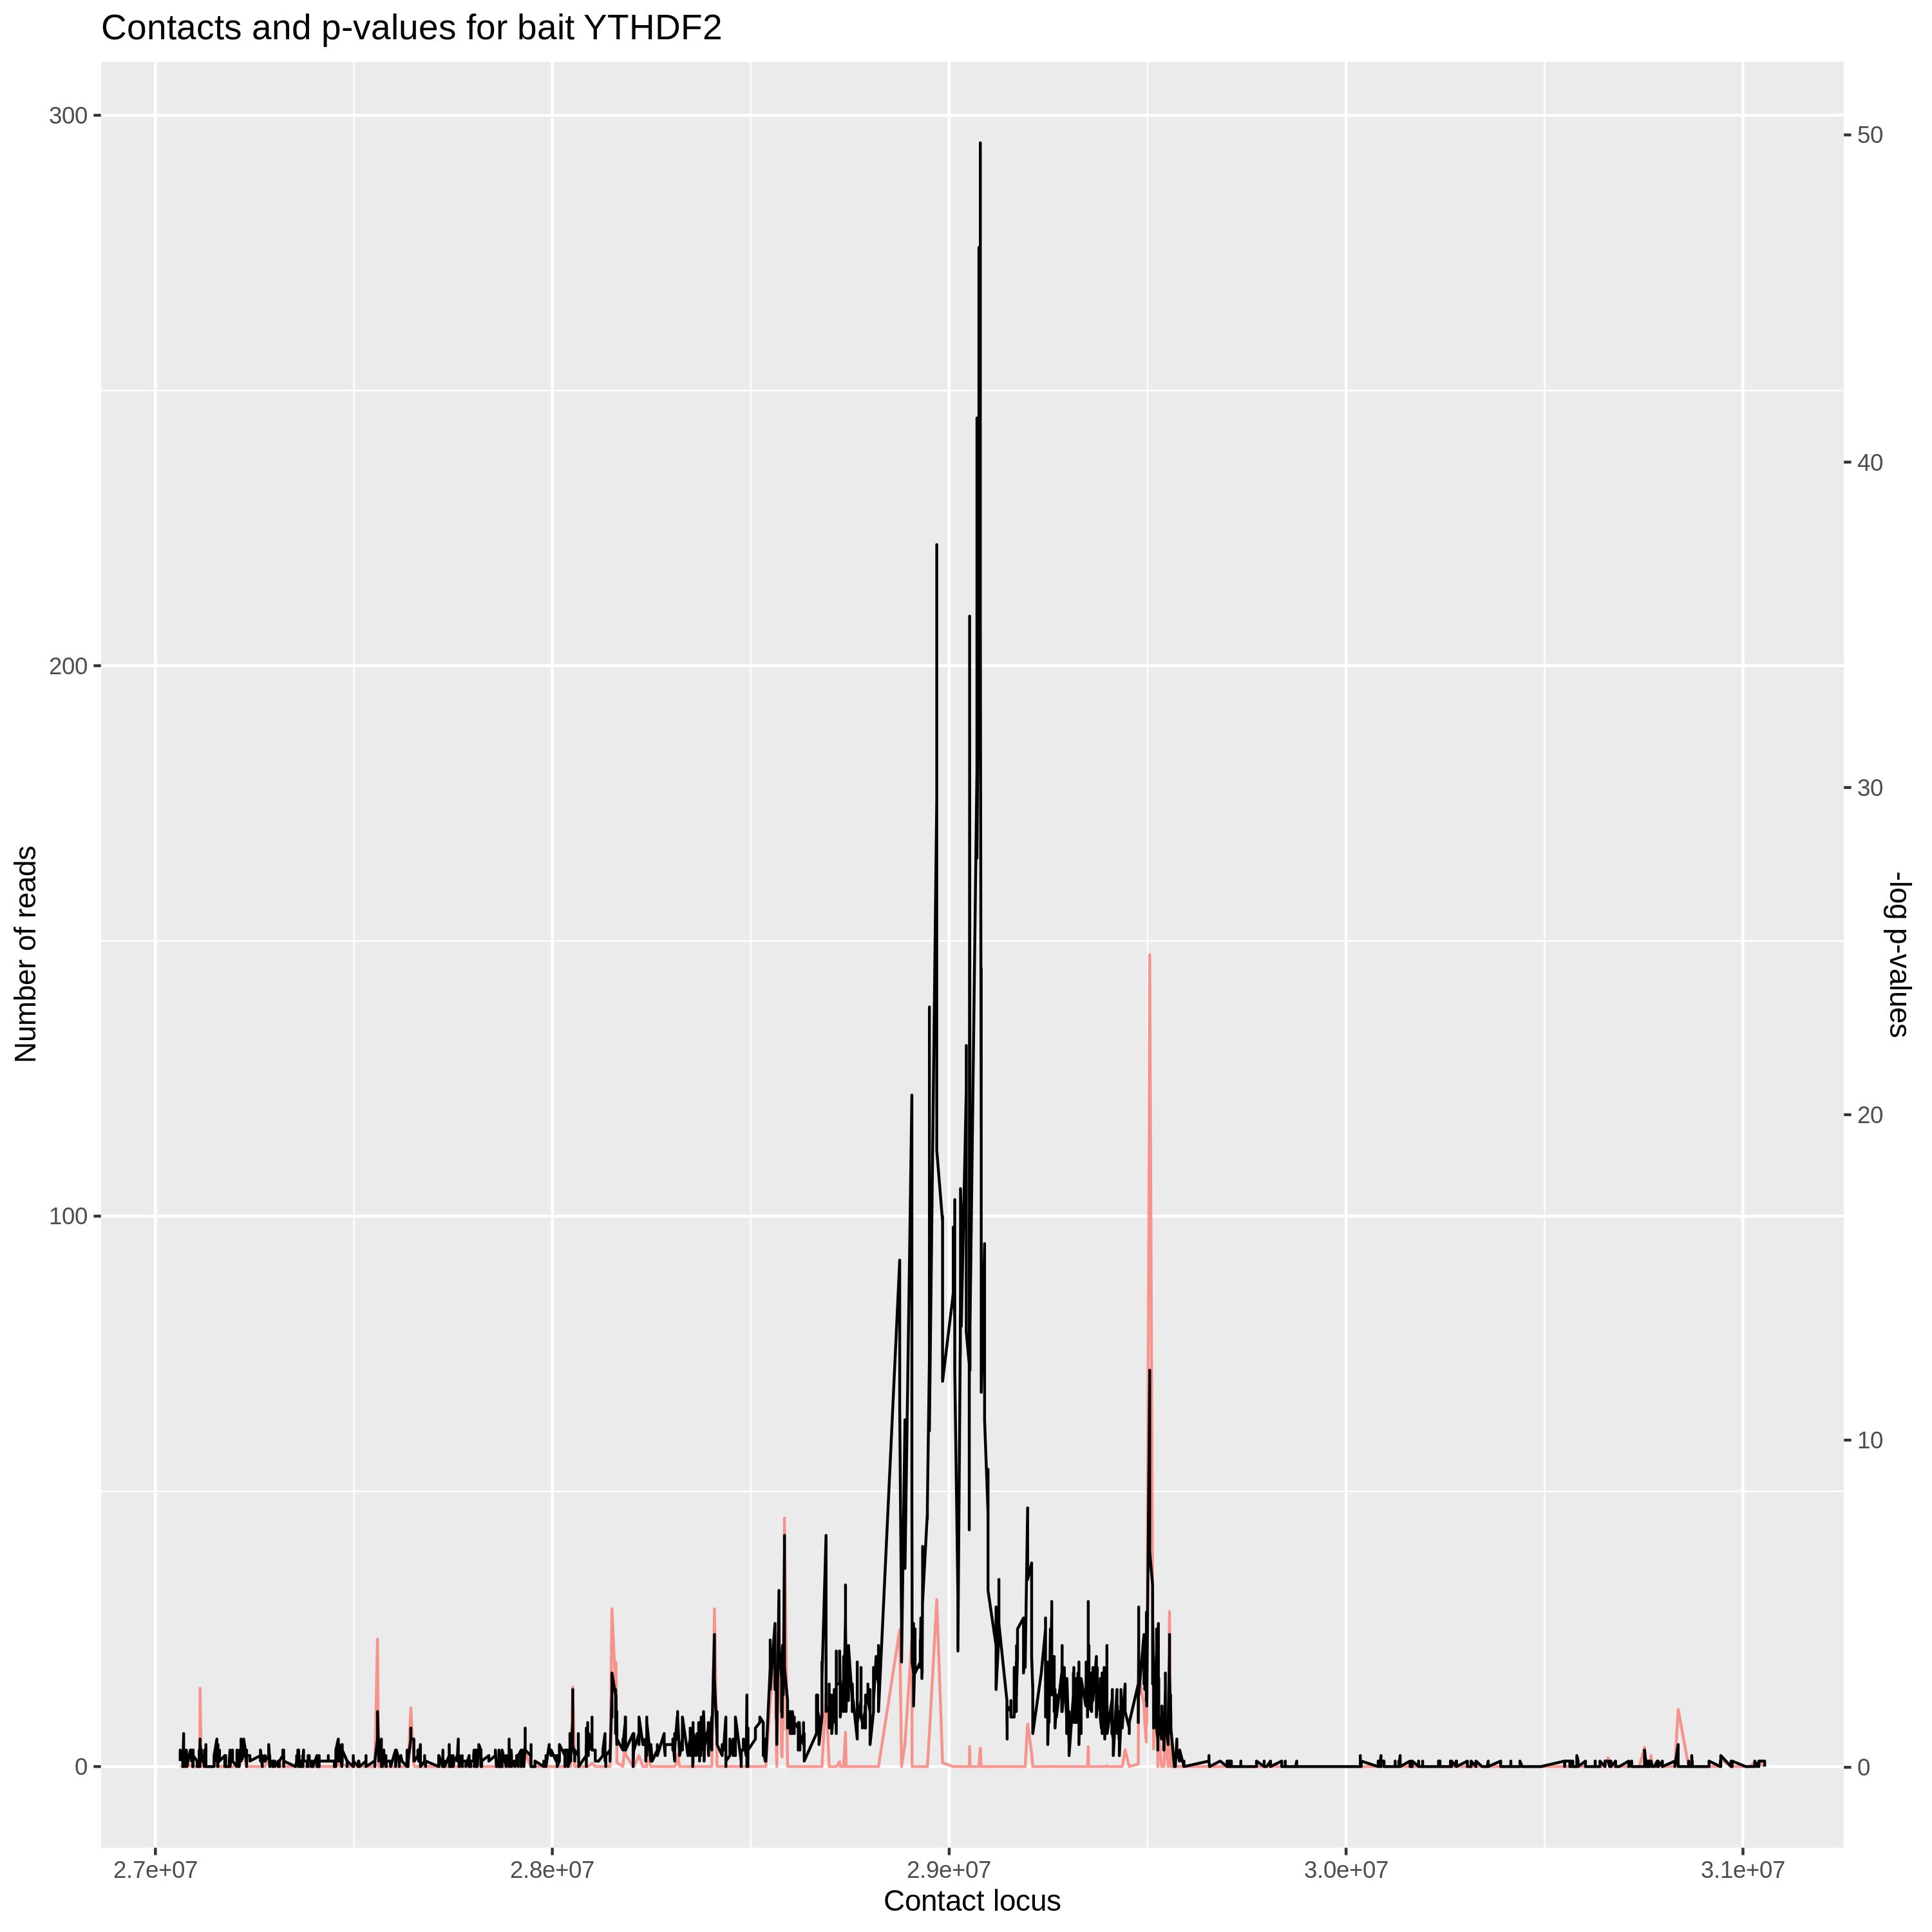 Contacts and p-values for bait YTHDF2
300
200
100
0
Number of reads
50
40
30
20
10
0
-log p-values
2.7e+07 2.8e+07 2.9e+07 3.0e+07 3.1e+07
Contact locus